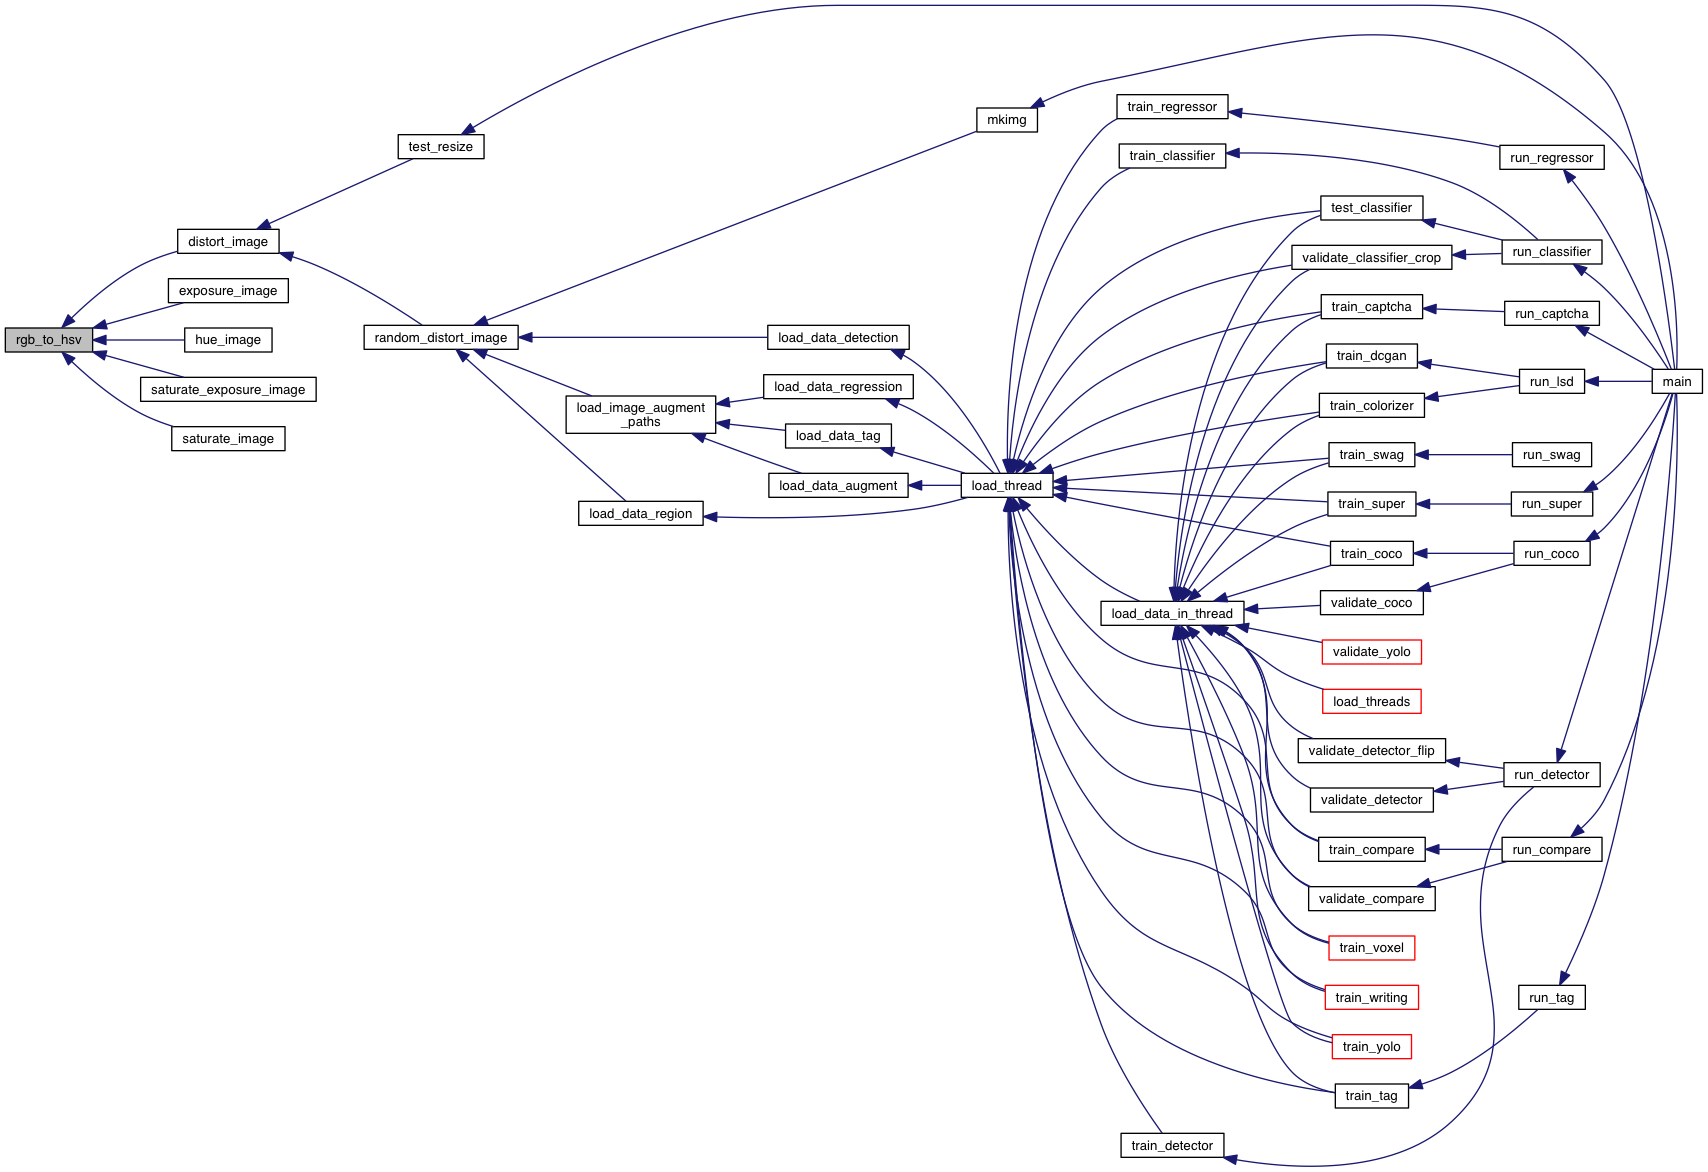 rgb_to_hsv
distort_image
exposure_image
hue_image
saturate_exposure_image
saturate_image
test_resize
random_distort_image
mkimg
load_data_detection
load_image_augment
_paths
load_data_regression
load_data_tag
load_data_augment
load_data_region
load_thread
train_regressor
train_classifier
load_data_in_thread
train_detector
test_classifier
validate_classifier_crop
train_captcha
train_dcgan
train_colorizer
train_swag
train_super
train_coco
validate_coco
validate_yolo
load_threads
validate_detector_flip
validate_detector
train_compare
validate_compare
train_voxel
train_writing
train_yolo
train_tag
run_regressor
run_classifier
run_captcha
run_lsd
run_swag
run_super
run_coco
run_detector
run_compare
run_tag
main